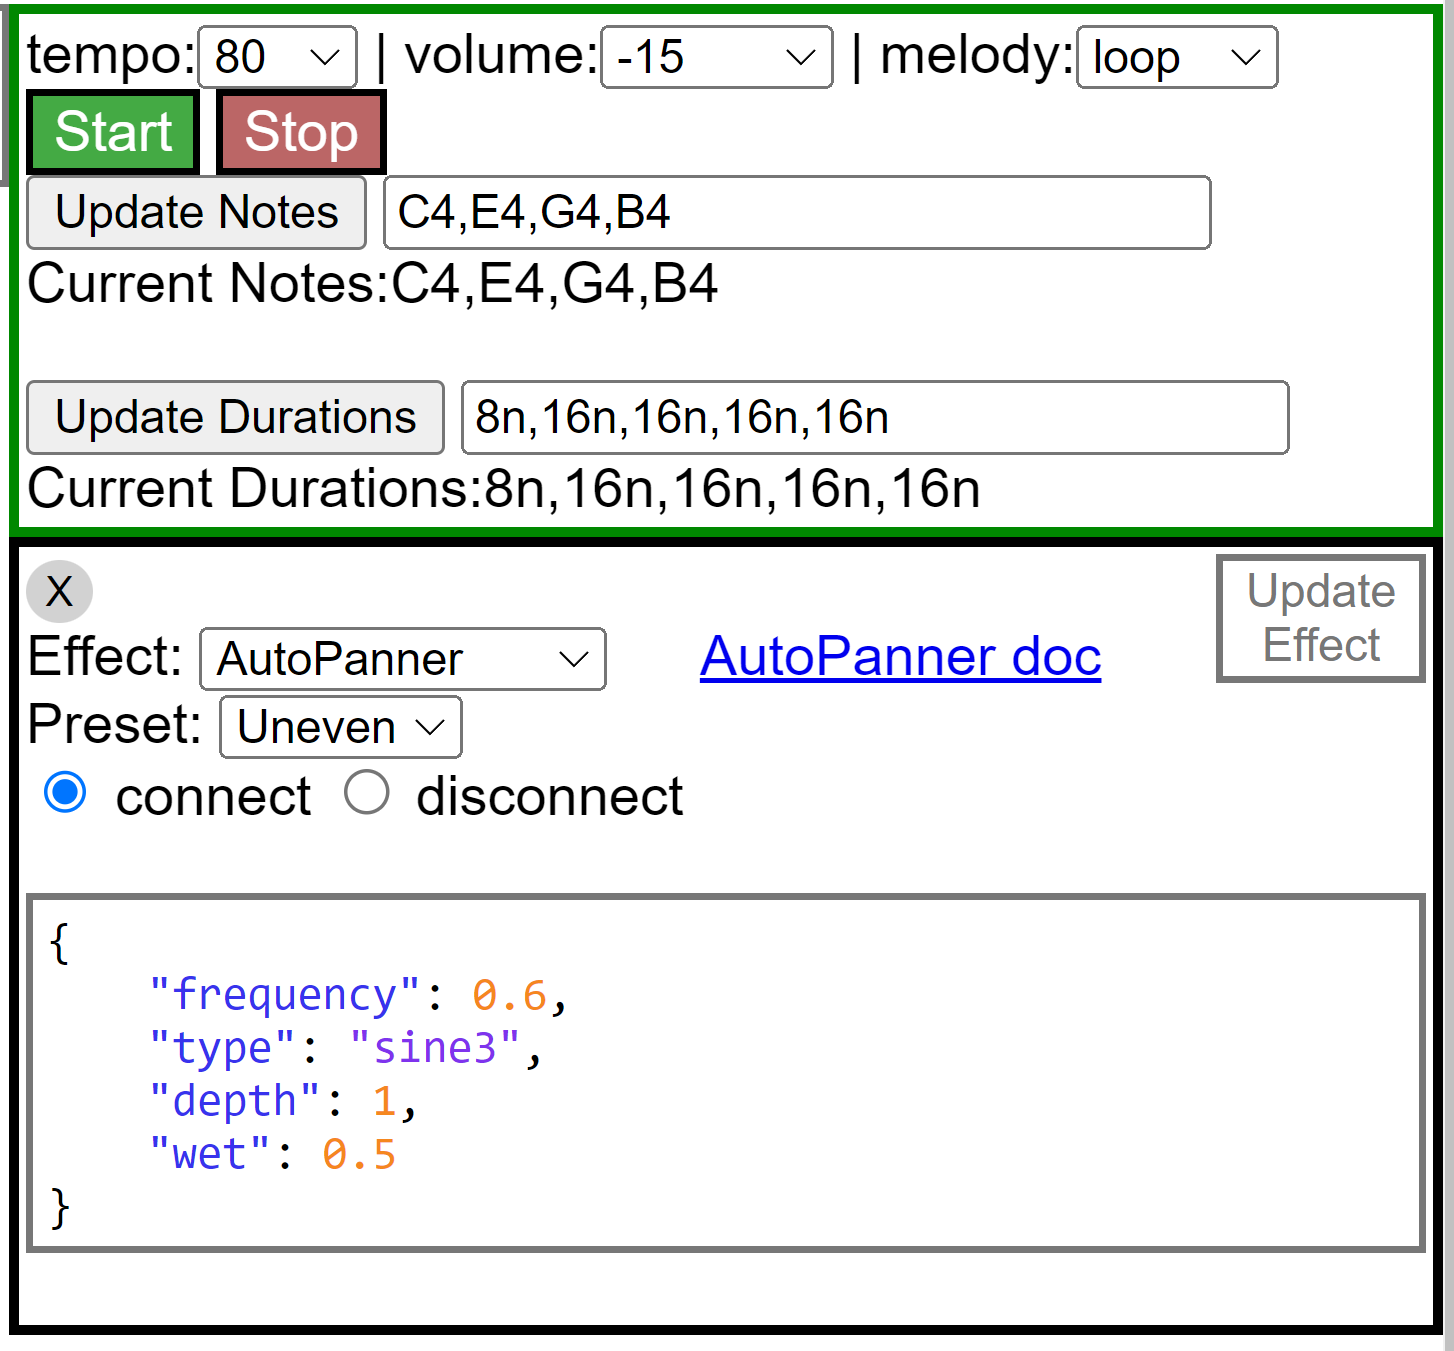 tempo: 80 | volume: -15 | melody: loop
Start Stop
Update Notes C4,E4,G4,B4
Current Notes:C4,E4,G4,B4
Update Durations 8n,16n,16n,16n,16n
Current Durations:8n,16n,16n,16n,16n
X
Update
Effect
Effect: AutoPanner AutoPanner doc
Preset: Uneven
connect disconnect
{
    "frequency": 0.6,
    "type": "sine3",
    "depth": 1,
    "wet": 0.5
}